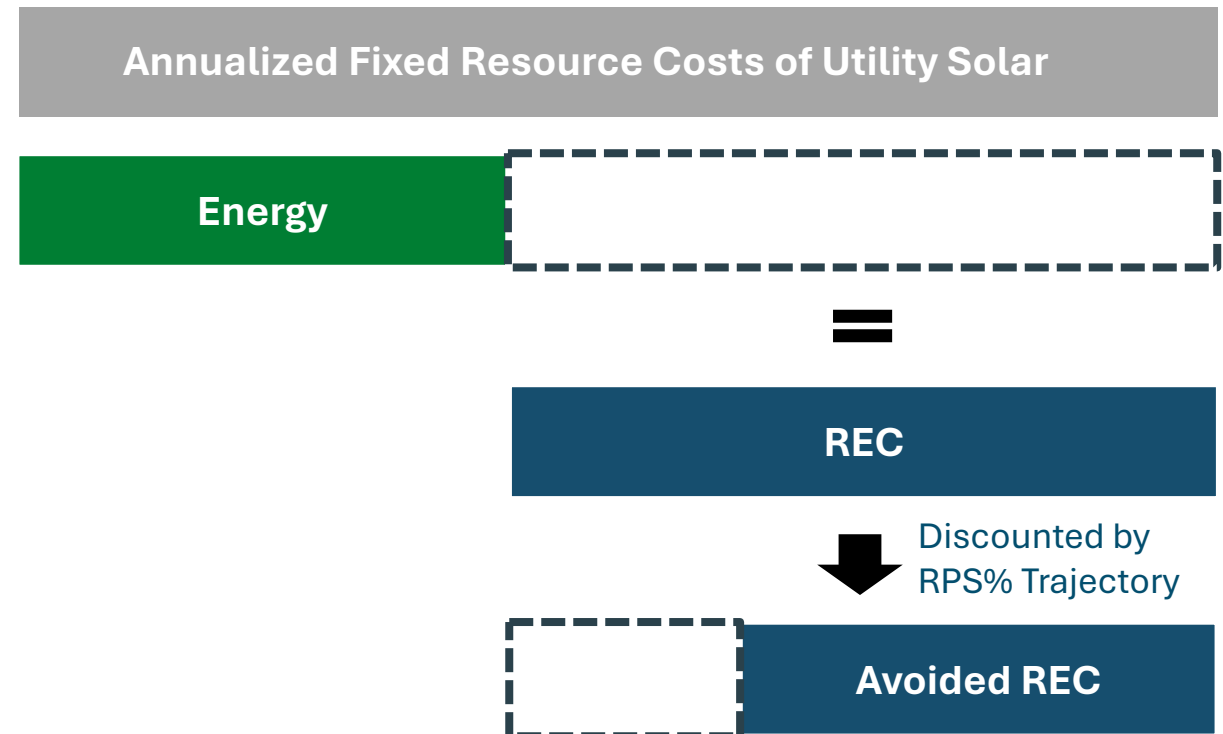 Annualized Fixed Resource Costs of Utility Solar
Energy
=
REC
Discounted by
RPS% Trajectory
Avoided REC